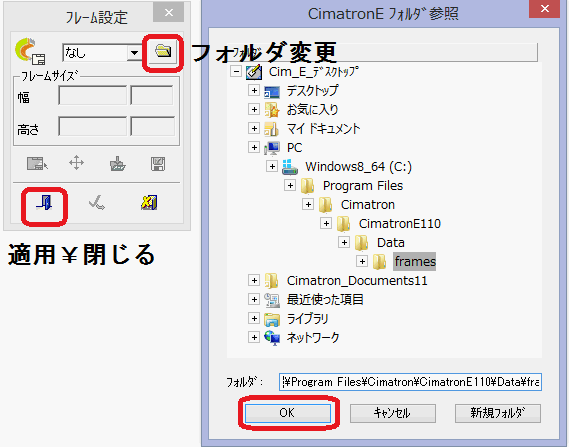 フレーム設定
なし
フレームサイズ
幅
高さ
適用￥閉じる
フォルダ変更
CimatronE フォルダ参照
フォルダ
Cim_E_デスクトップ
デスクトップ
お気に入り
マイ ドキュメント
PC
Windows8_64 (C:)
Program Files
Cimatron
CimatronE110
Data
frames
Cimatron_Documents11
最近使った項目
ライブラリ
ネットワーク
フォルダ: ¥Program Files¥Cimatron¥CimatronE110¥Data¥fra
OK キャンセル 新規フォルダ